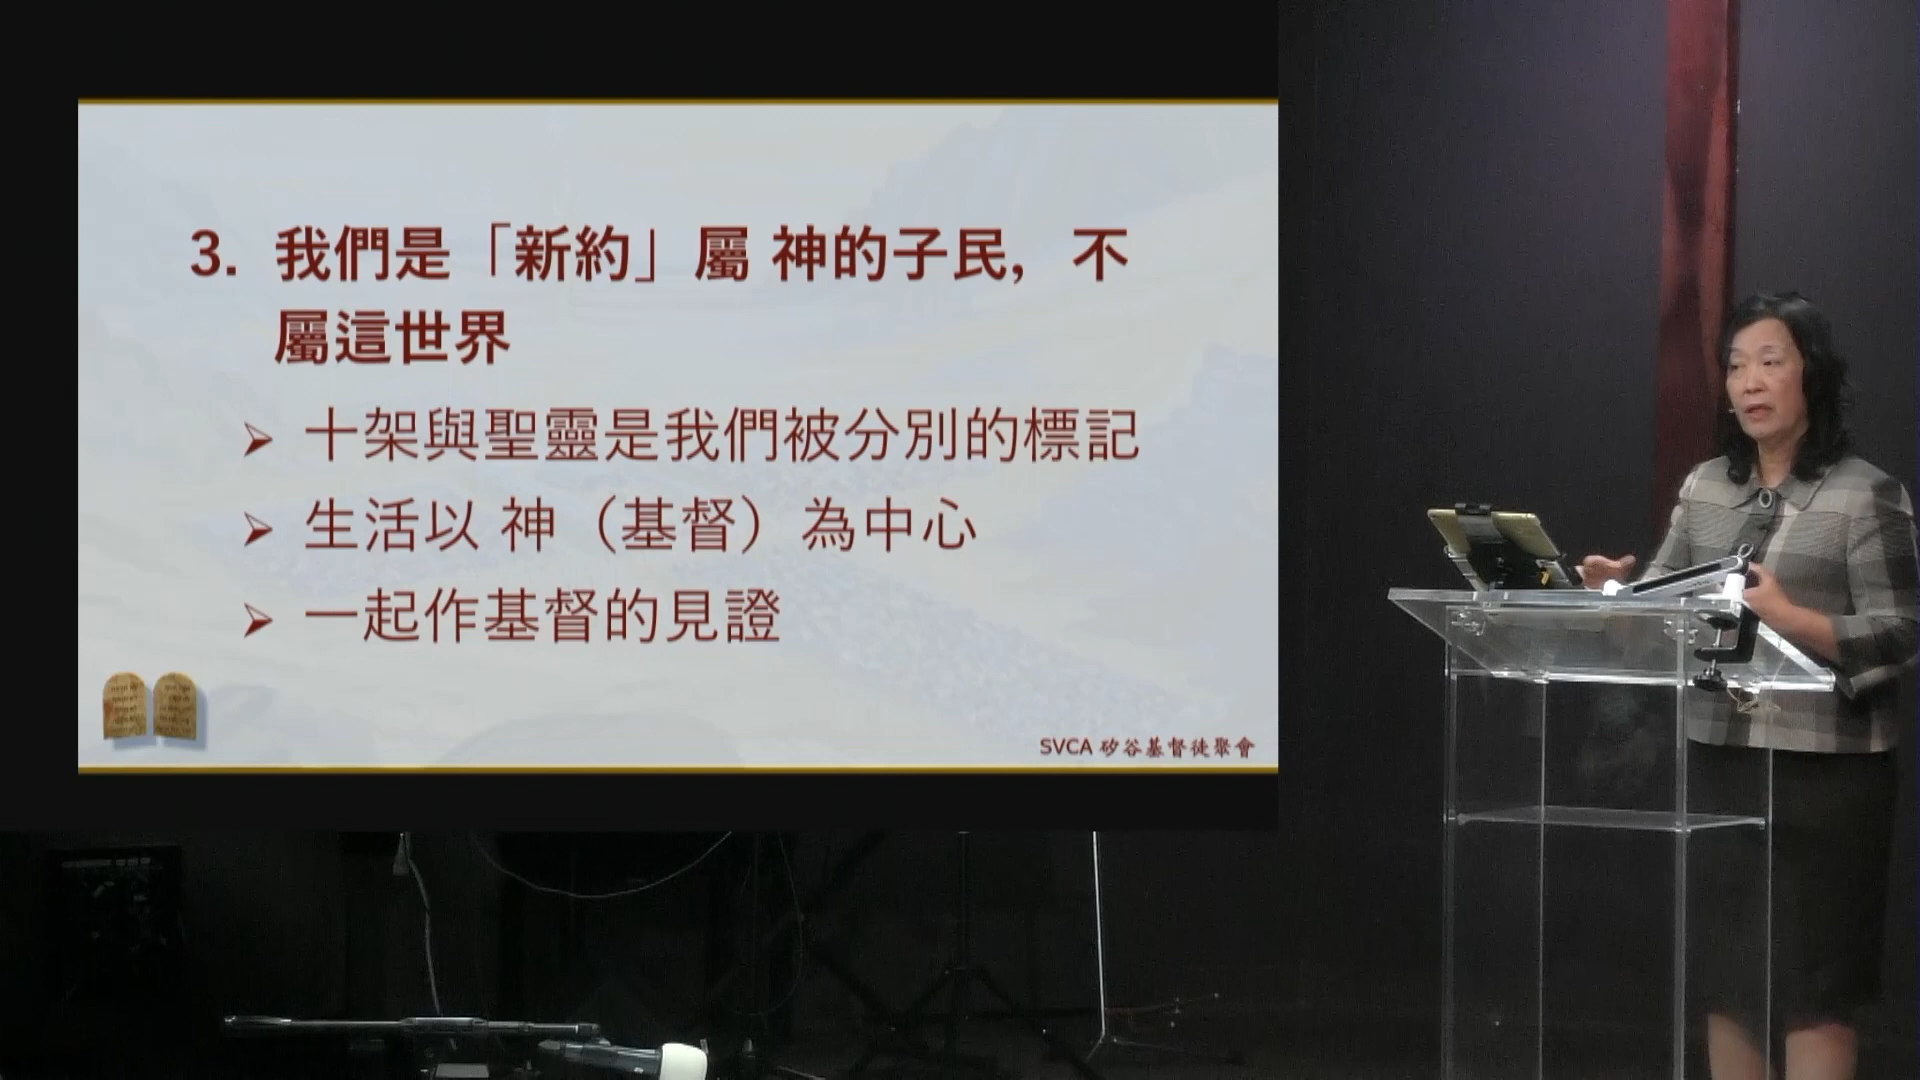 3. 我們是「新約」屬 神的子民，不
屬這世界
十架與聖靈是我們被分別的標記
生活以 神（基督）為中心
一起作基督的見證
SVCA 矽谷基督徒聚會